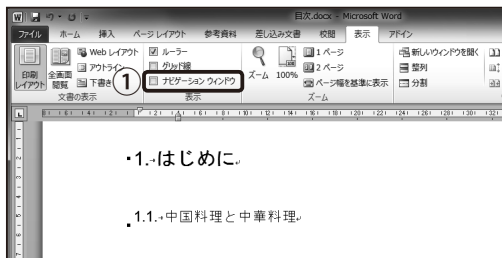 目次.docx - Microsoft Word
ファイル ホーム 挿入 ページ レイアウト 参考資料 差し込み文書 校閲 表示 アドイン
印刷レイアウト 全画面閲覧 Web レイアウト アウトライン 下書き
文書の表示
ルーラー
グリッド線
① ナビゲーション ウィンドウ
表示
ズーム 100% 1 ページ 2 ページ ページ幅を基準に表示
ズーム
新しいウィンドウを開く
整列
分割
1. はじめに
1.1. 中国料理と中華料理